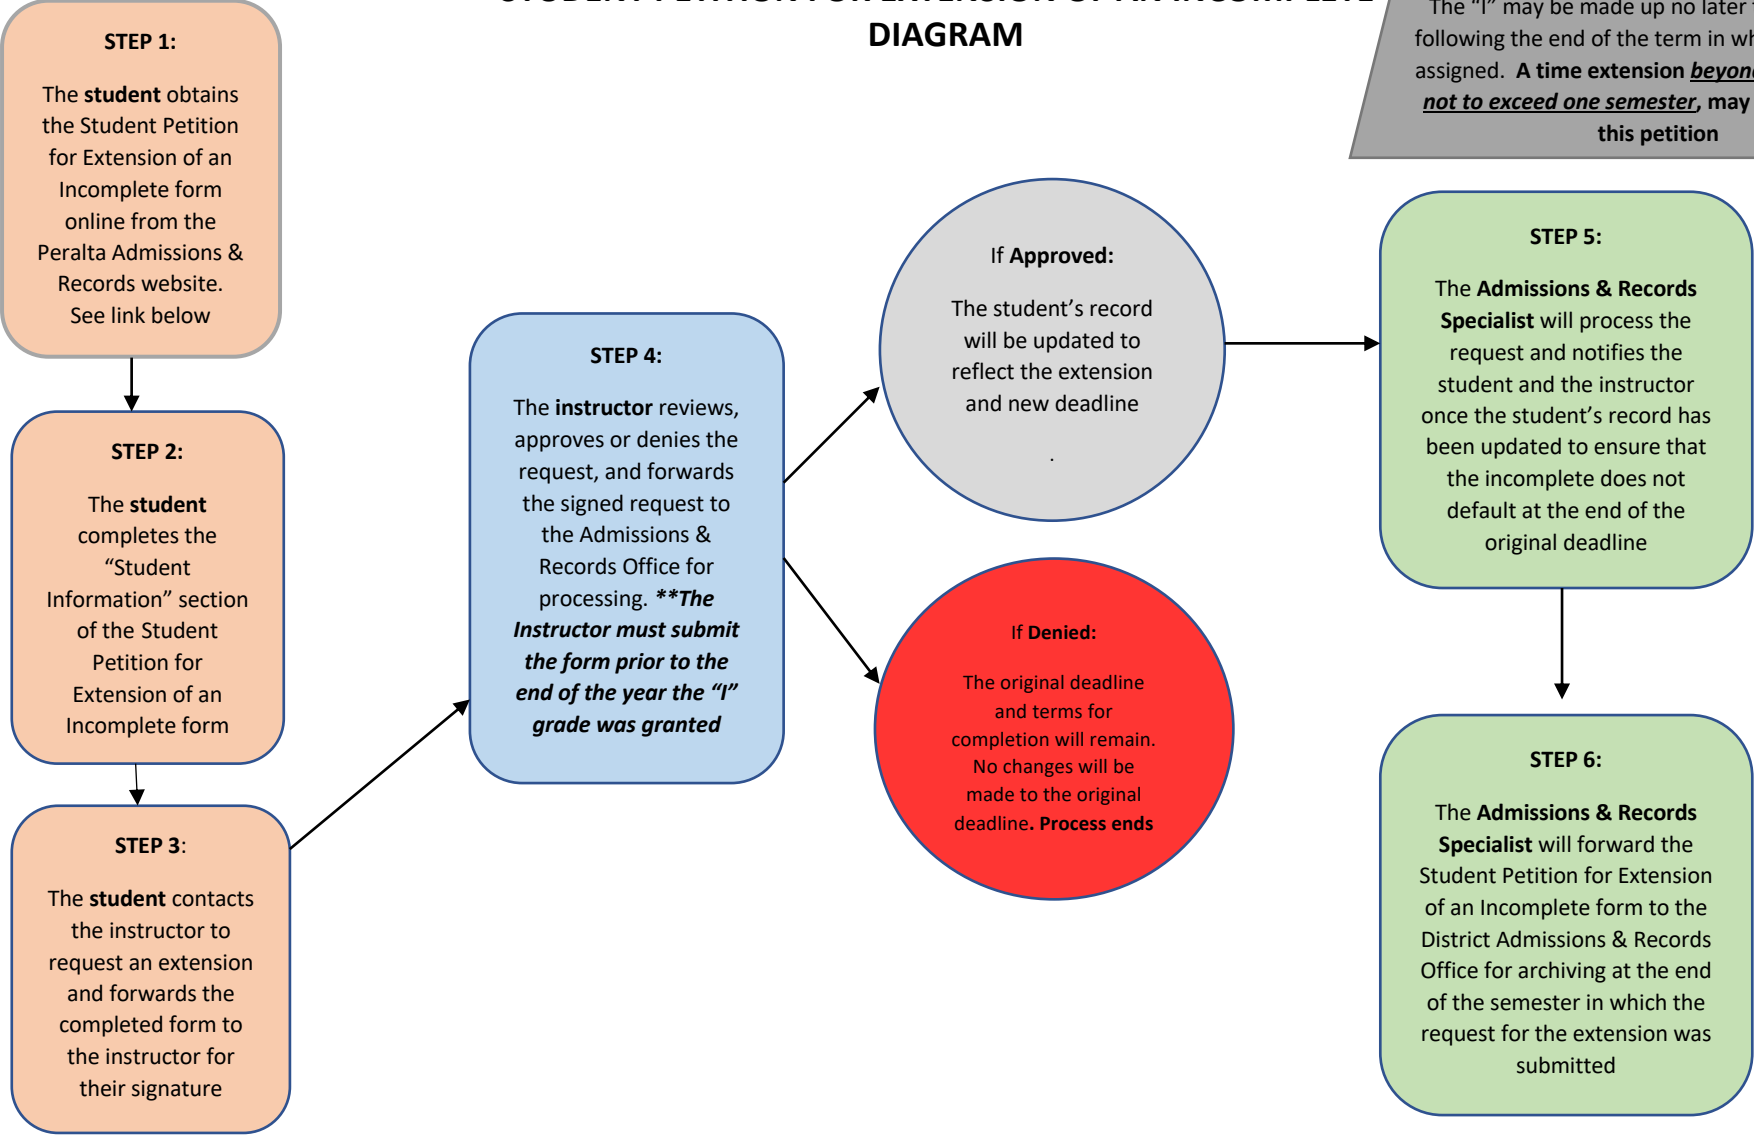 STUDENT PETITION FOR EXTENSION OF AN INCOMPLETE
DIAGRAM
The “I” may be made up no later
following the end of the term in
assigned. A time extension
not to exceed one semester, may
this petition
STEP 1:
The student obtains
the Student Petition
for Extension of an
Incomplete form
online from the
Peralta Admissions &
Records website.
See link below
STEP 2:
The student
completes the
“Student
Information” section
of the Student
Petition for
Extension of an
Incomplete form
STEP 3:
The student contacts
the instructor to
request an extension
and forwards the
completed form to
the instructor for
their signature
STEP 4:
The instructor reviews,
approves or denies the
request, and forwards
the signed request to
the Admissions &
Records Office for
processing. **The
Instructor must submit
the form prior to the
end of the year the “I”
grade was granted
If Approved:
The student’s record
will be updated to
reflect the extension
and new deadline
.
If Denied:
The original deadline
and terms for
completion will remain.
No changes will be
made to the original
deadline. Process ends
STEP 5:
The Admissions & Records
Specialist will process the
request and notifies the
student and the instructor
once the student’s record has
been updated to ensure that
the incomplete does not
default at the end of the
original deadline
STEP 6:
The Admissions & Records
Specialist will forward the
Student Petition for Extension
of an Incomplete form to the
District Admissions & Records
Office for archiving at the end
of the semester in which the
request for the extension was
submitted